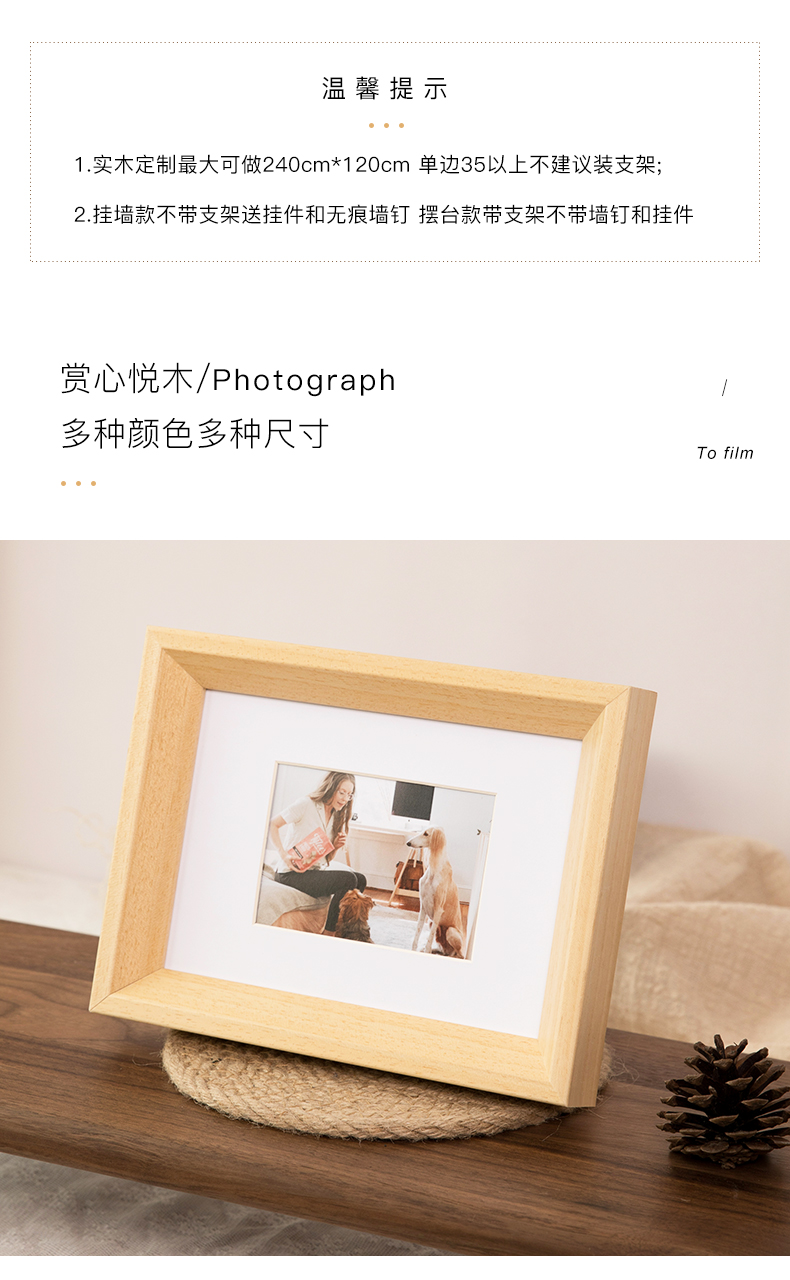 温馨提示
1.实木定制最大可做240cm*120cm 单边35以上不建议装支架;
2.挂墙款不带支架送挂件和无痕墙钉 摆台款带支架不带墙钉和挂件
赏心悦木/Photograph
/
多种颜色多种尺寸
To film